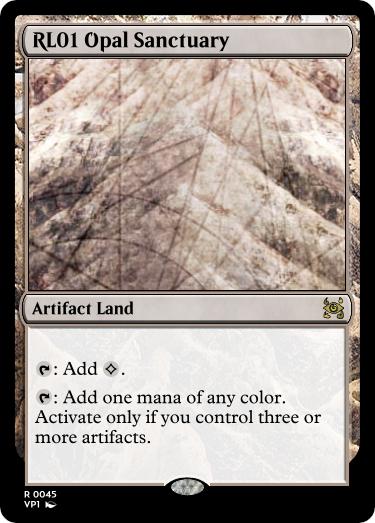 RL01 Opal Sanctuary
Artifact Land
: Add .
: Add one mana of any color.
Activate only if you control three or
more artifacts.
R 0045
VP1